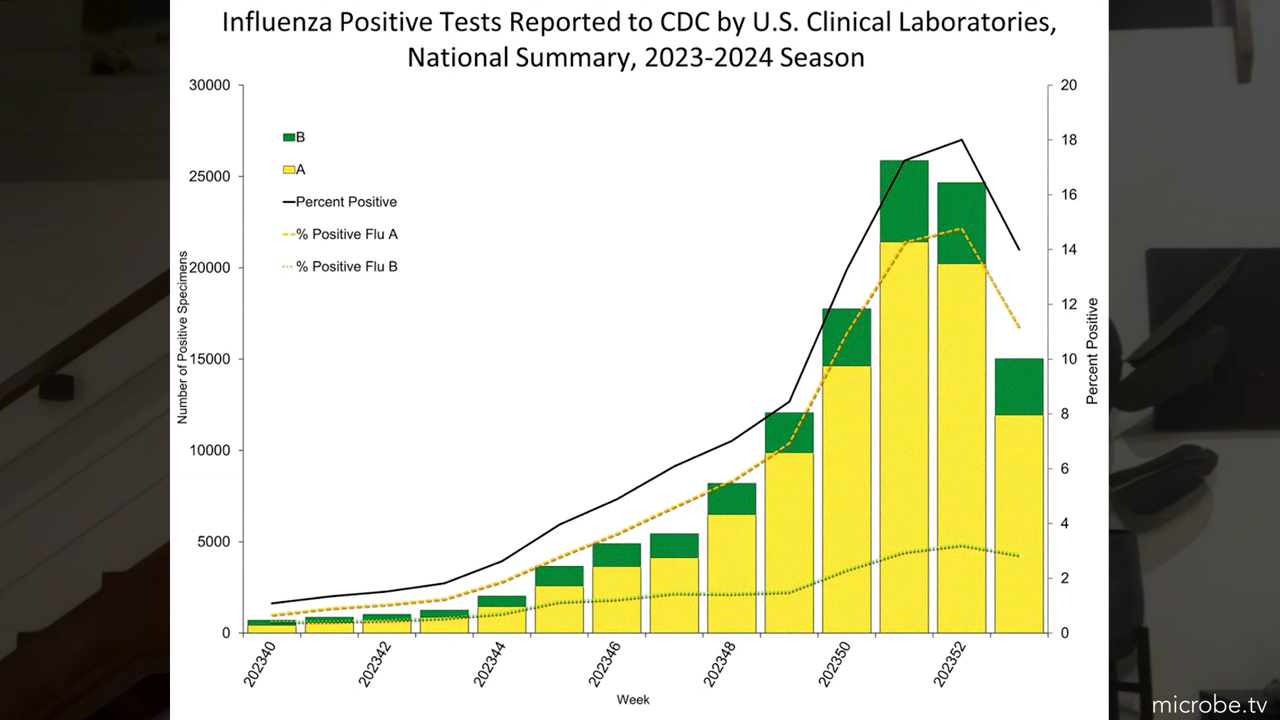 Influenza Positive Tests Reported to CDC by U.S. Clinical Laboratories,
National Summary, 2023-2024 Season
30000
25000
20000
15000
10000
5000
0
Number of Positive Specimens
B
A
Percent Positive
% Positive Flu A
% Positive Flu B
20
18
16
14
12
10
8
6
4
2
0
Percent Positive
202340
202342
202344
202346
202348
202350
202352
Week
microbe.tv